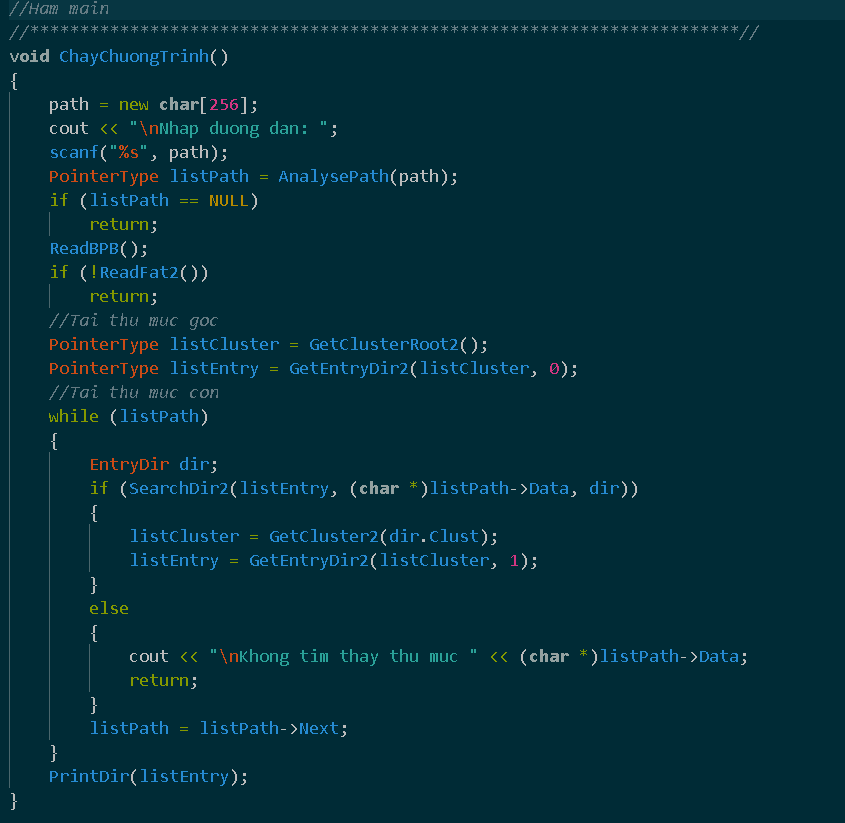 //Ham main
//***********************************************************************//
void ChayChuongTrinh()
{
    path = new char[256];
    cout << "\nNhap duong dan: ";
    scanf("%s", path);
    PointerType listPath = AnalysePath(path);
    if (listPath == NULL)
        return;
    ReadBPB();
    if (!ReadFat2())
        return;
    //Tai thu muc goc
    PointerType listCluster = GetClusterRoot2();
    PointerType listEntry = GetEntryDir2(listCluster, 0);
    //Tai thu muc con
    while (listPath)
    {
        EntryDir dir;
        if (SearchDir2(listEntry, (char *)listPath->Data, dir))
        {
            listCluster = GetCluster2(dir.Clust);
            listEntry = GetEntryDir2(listCluster, 1);
        }
        else
        {
            cout << "\nKhong tim thay thu muc " << (char *)listPath->Data;
            return;
        }
        listPath = listPath->Next;
    }
    PrintDir(listEntry);
}